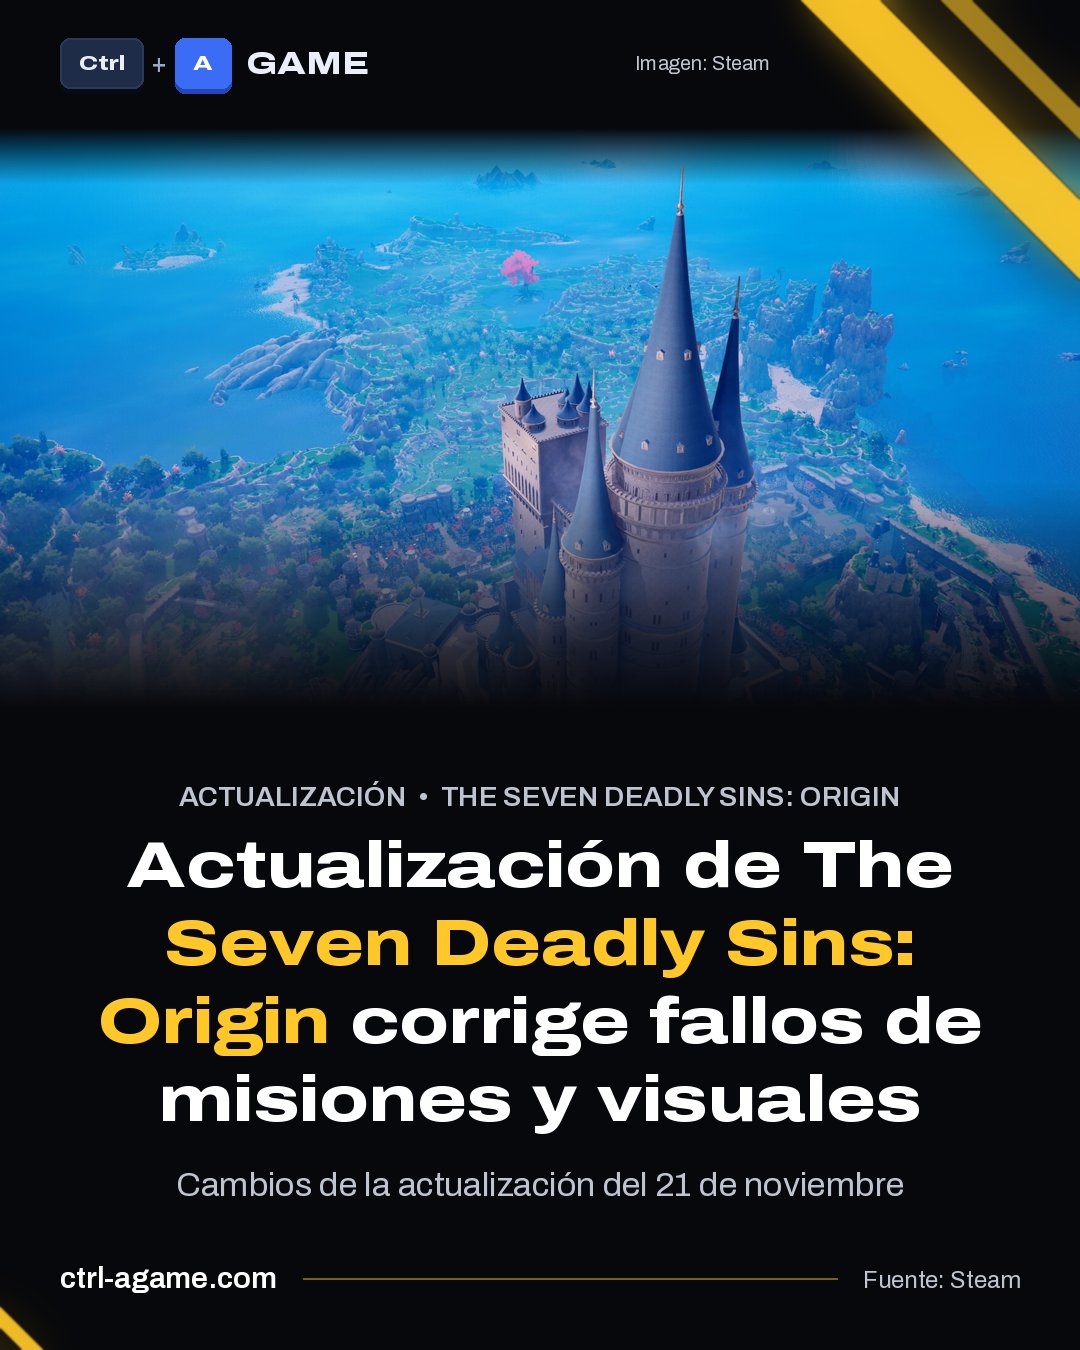 Ctrl + A GAME
Imagen: Steam
ACTUALIZACIÓN • THE SEVEN DEADLY SINS: ORIGIN
Actualización de The
Seven Deadly Sins:
Origin corrige fallos de
misiones y visuales
Cambios de la actualización del 21 de noviembre
ctrl-agame.com
Fuente: Steam